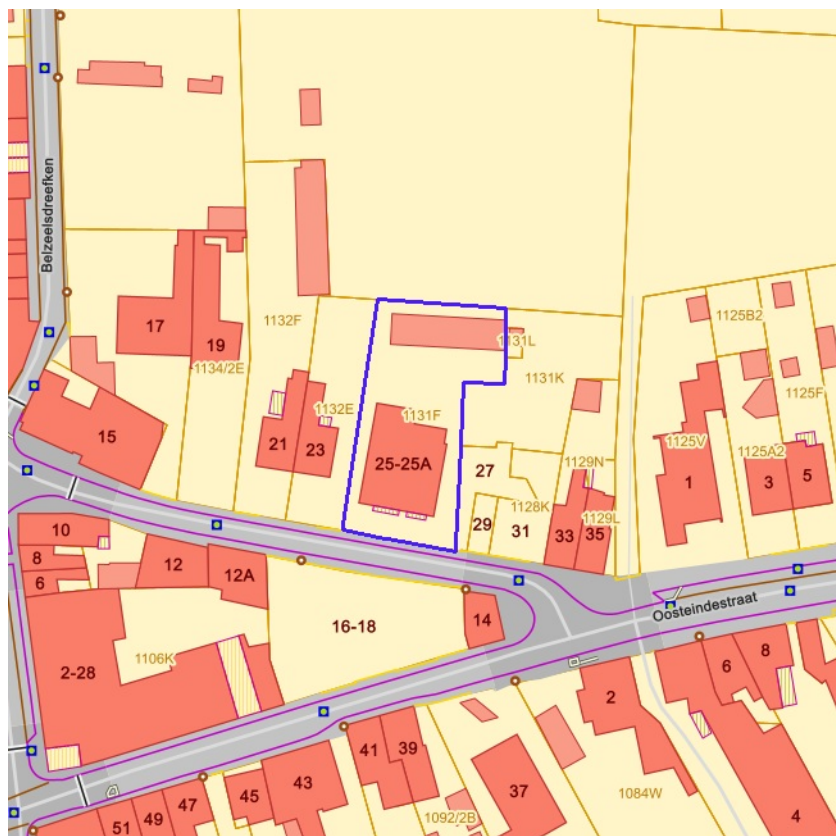 Belzeelsdreefken
17
19
1134/2E
1132F
1132E
21
23
1131F
25-25A
1131L
1131K
27
29
31
1128K
1129N
1129L
33
35
1125B2
1125F
1125V
1125A2
1
3
5
15
10
8
6
12
12A
14
16-18
1106K
2-28
Oosteindestraat
2
6
8
4
41
39
43
45
47
49
51
37
1092/2B
1084W